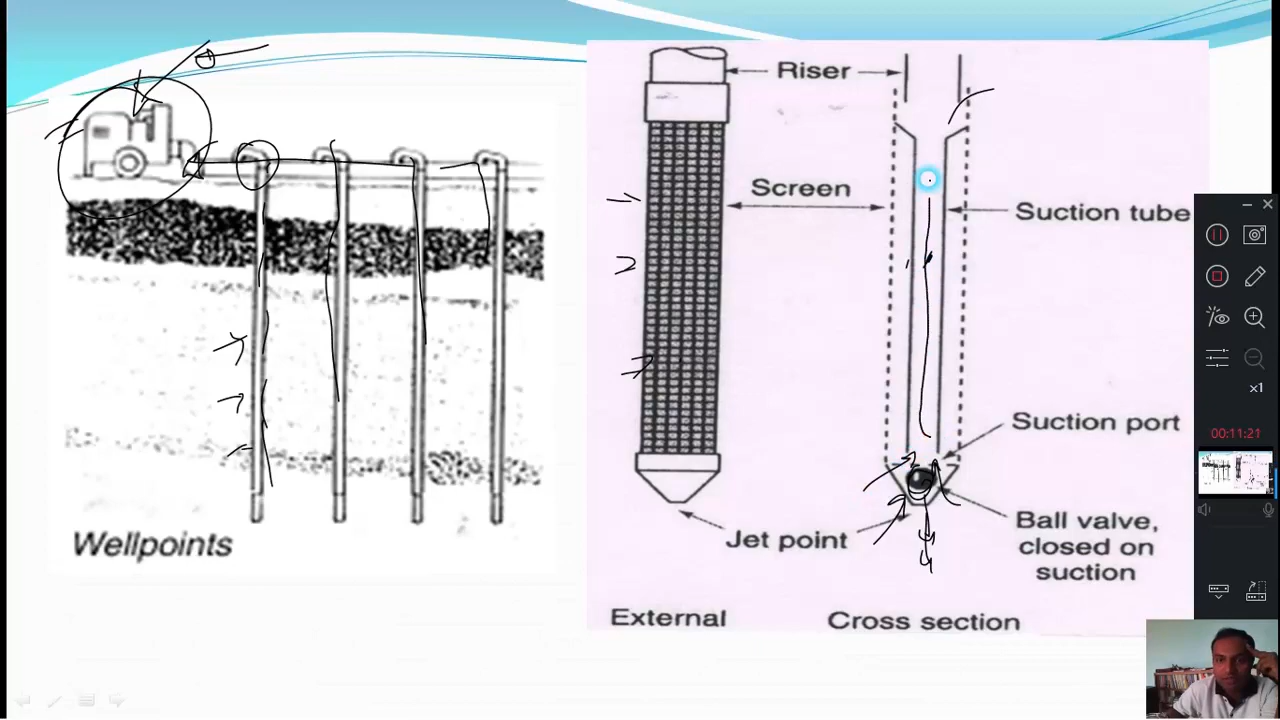 Riser
Screen
Suction tube
Suction port
Ball valve,
closed on
suction
Jet point
Wellpoints
External
Cross section
×1
00:11:21